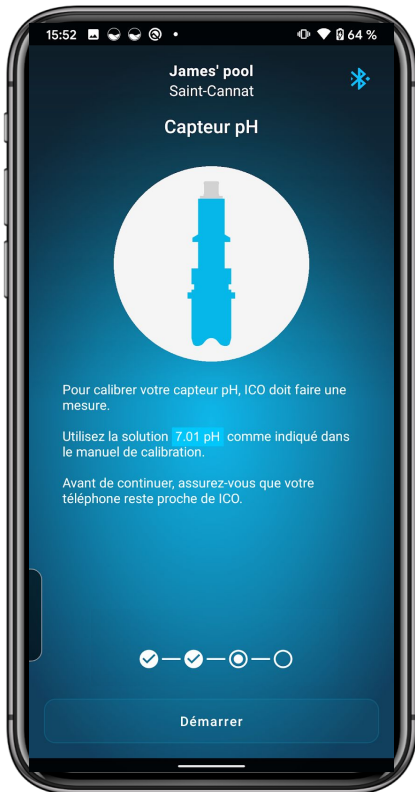 15:52 64 %
James' pool
Saint-Cannat
Capteur pH
Pour calibrer votre capteur pH, ICO doit faire une
mesure.
Utilisez la solution 7.01 pH comme indiqué dans
le manuel de calibration.
Avant de continuer, assurez-vous que votre
téléphone reste proche de ICO.
Démarrer